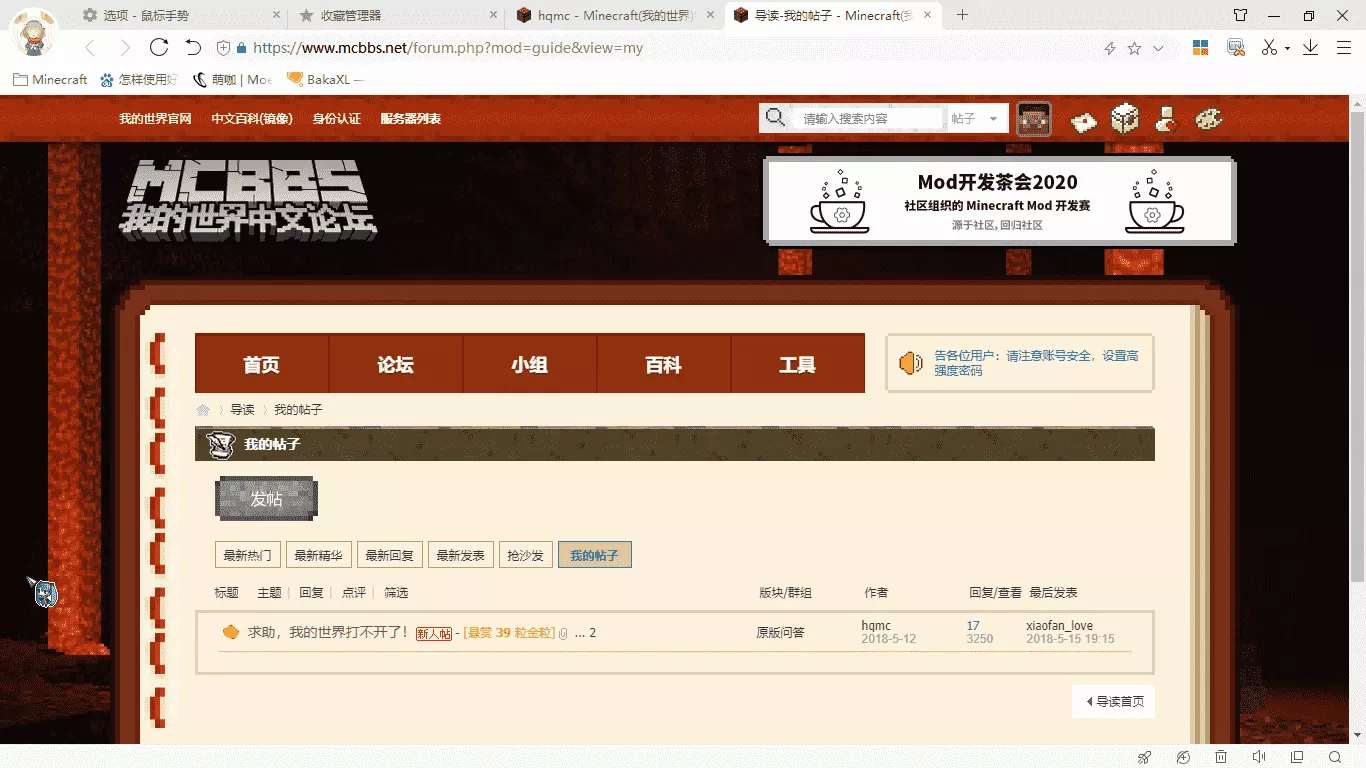 选项 - 鼠标手势
收藏管理器
hqmc - Minecraft(我的世界)
导读-我的帖子 - Minecraft(我
https://www.mcbbs.net/forum.php?mod=guide&view=my
Minecraft 怎样使用好 萌咖 | Moe BakaXL —
我的世界官网 中文百科(镜像) 身份认证 服务器列表
请输入搜索内容 帖子
MCBBS
我的世界中文论坛
Mod开发茶会2020
社区组织的 Minecraft Mod 开发赛
源于社区, 回归社区
首页 论坛 小组 百科 工具
告各位用户：请注意账号安全，设置高
强度密码
导读 我的帖子
我的帖子
发帖
最新热门 最新精华 最新回复 最新发表 抢沙发 我的帖子
标题 主题 | 回复 | 点评 | 筛选 版块/群组 作者 回复/查看 最后发表
求助，我的世界打不开了！ 新人帖 - [悬赏 39 粒金粒] ... 2 原版问答 hqmc 17 xiaofan_love
2018-5-12 3250 2018-5-15 19:15
导读首页